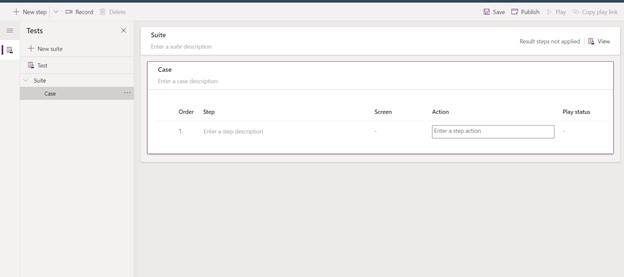 New step Record Delete Save Publish Play Copy play link
Tests
New suite
Test
Suite
Case ...
Suite
Enter a suite description
Result steps not applied View
Case
Enter a case description
Order Step Screen Action Play status
1. Enter a step description - Enter a step action -